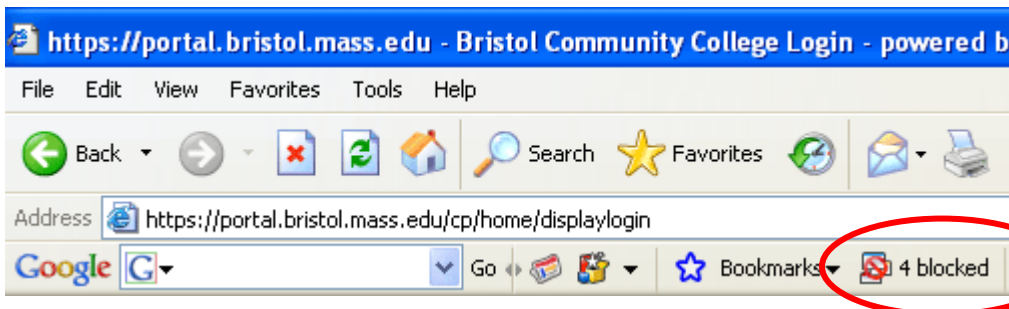 https://portal.bristol.mass.edu - Bristol Community College Login - powered b
File Edit View Favorites Tools Help
Back Search Favorites
Address https://portal.bristol.mass.edu/cp/home/displaylogin
Google G Go Bookmarks 4 blocked